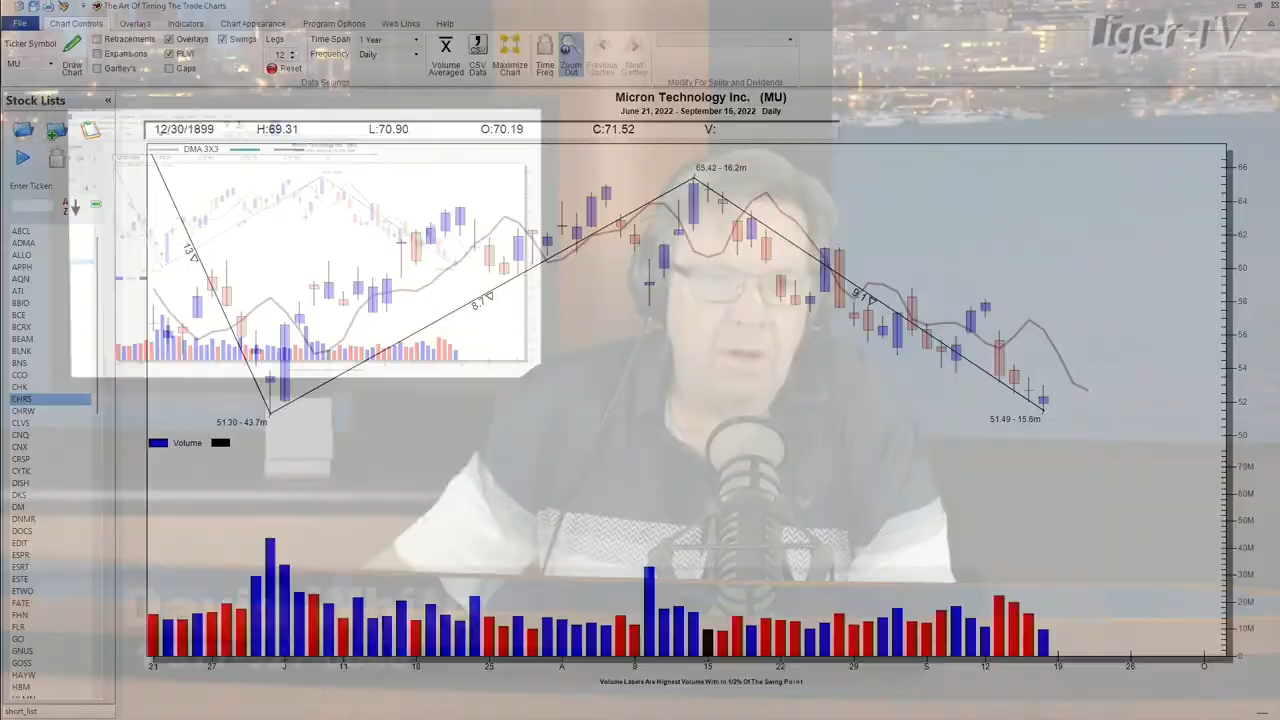 The Art Of Timing The Trade Charts
File Chart Controls Overlays Indicators Chart Appearance Program Options Web Links Help
Tiger-TV
Ticker Symbol
MU
Draw
Chart
Retracements
Expansions
Gartley's
Overlays
PLVI
Gaps
Swings
Legs
12
Reset
Time Span 1 Year
Frequency Daily
Data Settings
Volume
Averaged
CSV
Data
Maximize
Chart
Time
Freq
Zoom
Out
Previous
Gartley
Next
Gartley
Modify For Splits and Dividends
Stock Lists «
Enter Ticker
ABCL
ADMA
ALLO
APPH
AQN
ATI
BBIO
BCE
BCRX
BEAM
BLNK
BNS
CCO
CHK
CHRS
CHRW
CLVS
CNQ
CNX
CRSP
CYTK
DISH
DKS
DM
DNMR
DOCS
EDIT
ESPR
ESRT
ESTE
ETWO
FATE
FHN
FLR
GCI
GNUS
GOSS
HAYW
HBM
short_list
Micron Technology Inc. (MU)
June 21, 2022 - September 16, 2022 Daily
12/30/1899 H:69.31 L:70.90 O:70.19 C:71.52 V:
DMA 3X3
65.42 - 16.2m
13
8.7
9.1
51.30 - 43.7m
51.49 - 15.6m
Volume
66
64
62
60
58
56
54
52
50
70M
60M
50M
40M
30M
20M
10M
0
21 27 J 11 18 25 A 8 15 22 29 S 12 19 26 O
Volume Labels Are Highest Volume With In 1/2% Of The Swing Point